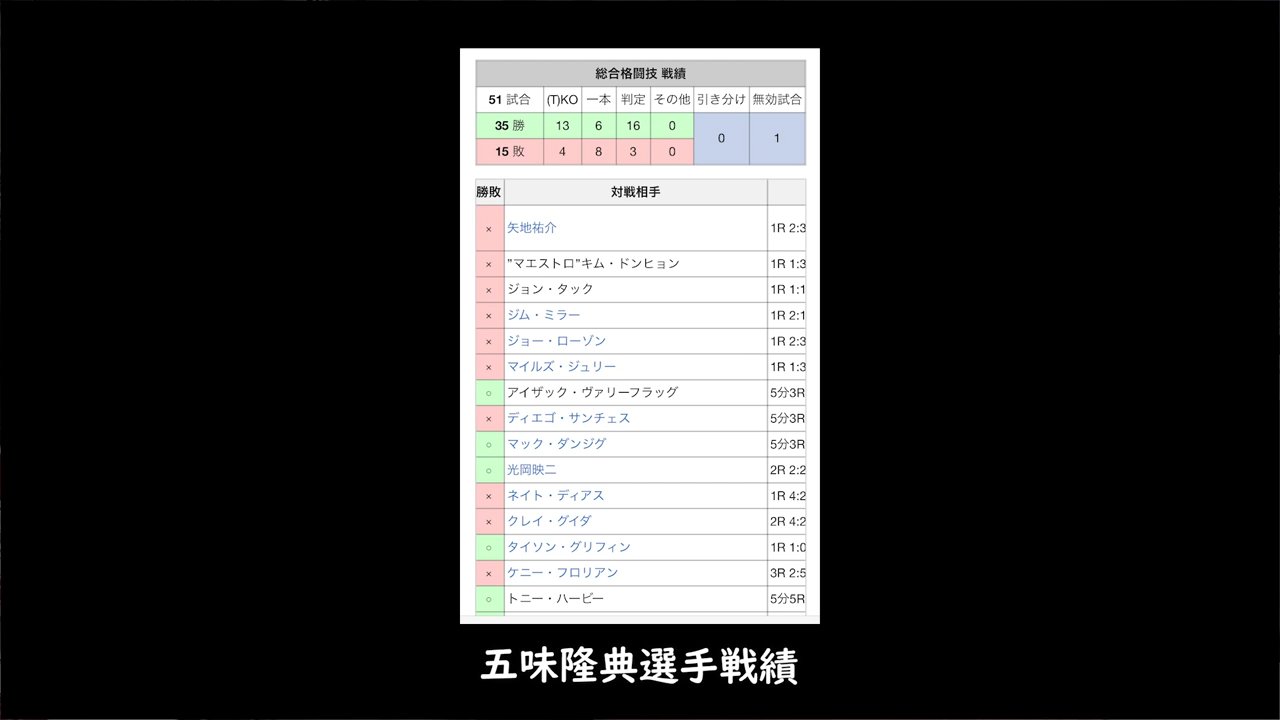 総合格闘技 戦績
51 試合 (T)KO 一本 判定 その他 引き分け 無効試合
35 勝 13 6 16 0 0 1
15 敗 4 8 3 0
勝敗 対戦相手
× 矢地祐介 1R 2:3
× "マエストロ"キム・ドンヒョン 1R 1:3
× ジョン・タック 1R 1:1
× ジム・ミラー 1R 2:1
× ジョー・ローゾン 1R 2:3
× マイルズ・ジュリー 1R 1:3
○ アイザック・ヴァリーフラッグ 5分3R
× ディエゴ・サンチェス 5分3R
○ マック・ダンジグ 5分3R
○ 光岡映二 2R 2:2
× ネイト・ディアス 1R 4:2
× クレイ・グイダ 2R 4:2
○ タイソン・グリフィン 1R 1:0
× ケニー・フロリアン 3R 2:5
○ トニー・ハービー 5分5R
五味隆典選手戦績